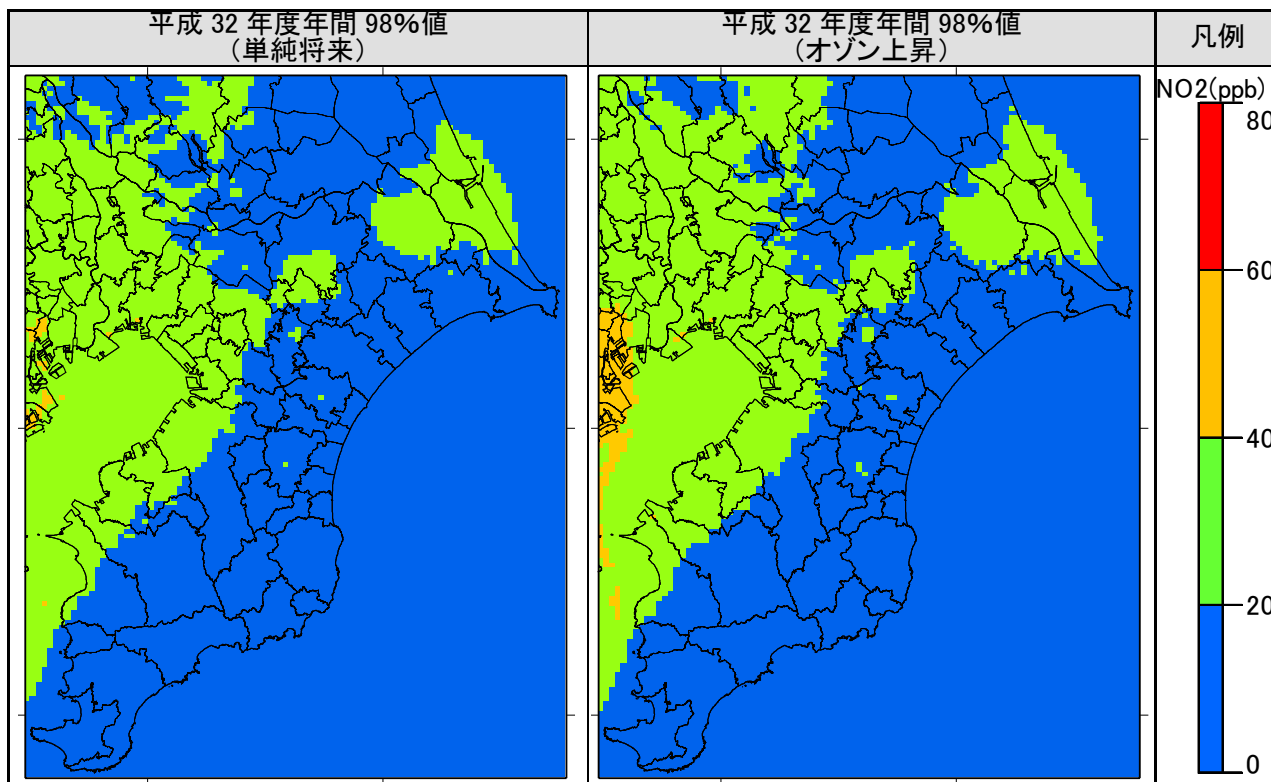 平成 32 年度年間 98%値
(単純将来)
平成 32 年度年間 98%値
(オゾン上昇)
凡例
NO2(ppb)
80
60
40
20
0